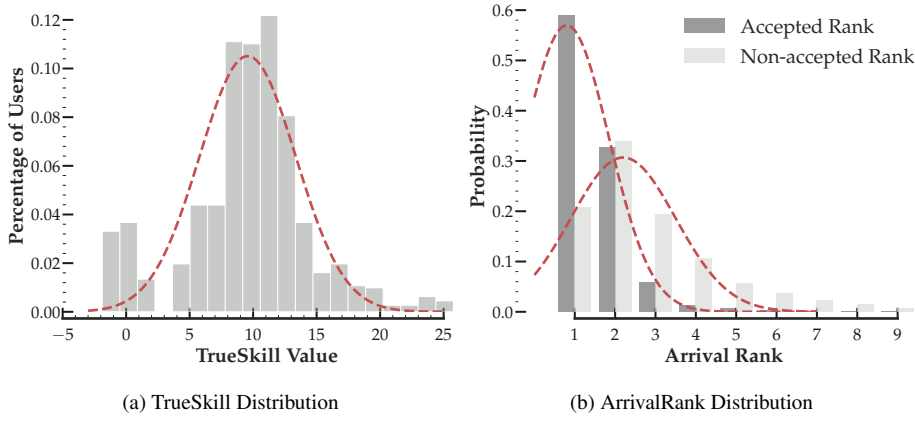 0.12
0.10
0.08
0.06
0.04
0.02
0.00
Percentage of Users
−5 0 5 10 15 20 25
TrueSkill Value
(a) TrueSkill Distribution
0.6
0.5
0.4
0.3
0.2
0.1
0.0
Probability
Accepted Rank
Non-accepted Rank
1 2 3 4 5 6 7 8 9
Arrival Rank
(b) ArrivalRank Distribution